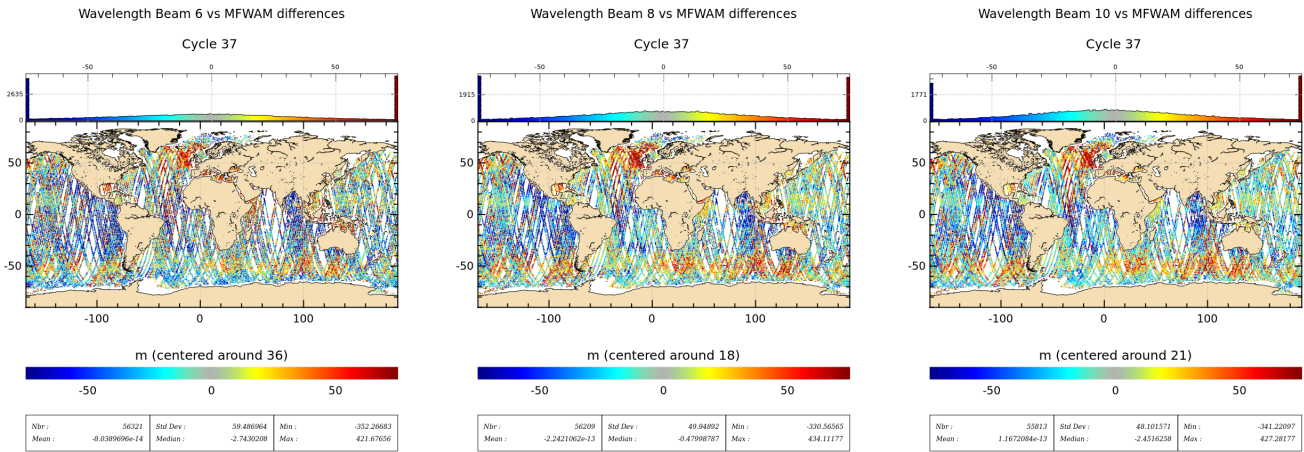 Wavelength Beam 6 vs MFWAM differences
Cycle 37
-50 0 50
2635
0
50
0
-50
-100 0 100
m (centered around 36)
-50 0 50
Nbr : 56321 Std Dev : 59.486964 Min : -352.26683
Mean : -8.0389696e-14 Median : -2.7430208 Max : 421.67656
Wavelength Beam 8 vs MFWAM differences
Cycle 37
-50 0 50
1915
0
50
0
-50
-100 0 100
m (centered around 18)
-50 0 50
Nbr : 56209 Std Dev : 49.94892 Min : -330.56565
Mean : -2.2421062e-13 Median : -0.47998787 Max : 434.11177
Wavelength Beam 10 vs MFWAM differences
Cycle 37
-50 0 50
1771
0
50
0
-50
-100 0 100
m (centered around 21)
-50 0 50
Nbr : 55813 Std Dev : 48.101571 Min : -341.22097
Mean : 1.1672084e-13 Median : -2.4516258 Max : 427.28177